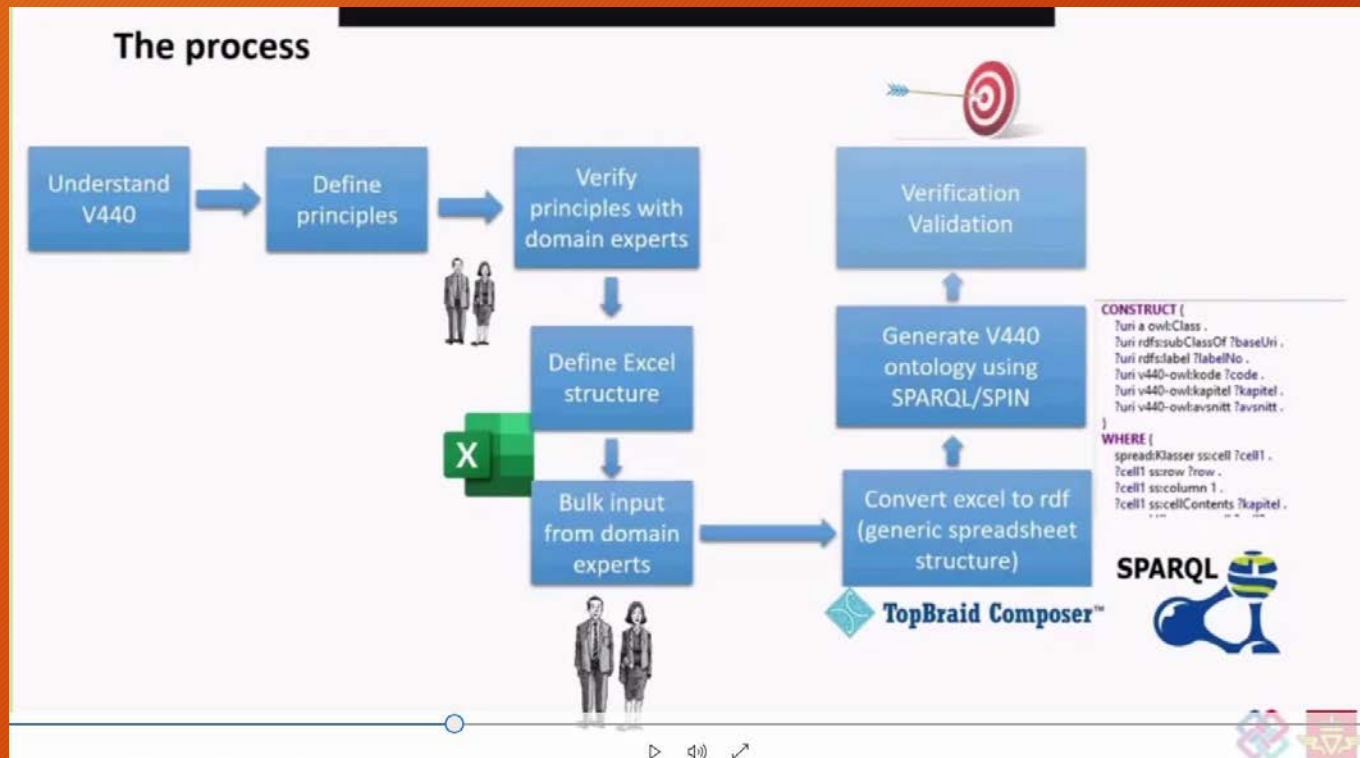 The process
Understand
V440
Define
principles
Verify
principles with
domain experts
Define Excel
structure
X
Bulk input
from domain
experts
Convert excel to rdf
(generic spreadsheet
structure)
TopBraid Composer™
Generate V440
ontology using
SPARQL/SPIN
Verification
Validation
CONSTRUCT {
?uri a owl:Class .
?uri rdfs:subClassOf ?baseUri .
?uri rdfs:label ?labelNo .
?uri v440-owl:kode ?code .
?uri v440-owl:kapitel ?kapitel .
?uri v440-owl:avsnitt ?avsnitt .
}
WHERE {
spread:Klasser ss:cell ?cell1 .
?cell1 ss:row ?row .
?cell1 ss:column 1 .
?cell1 ss:cellContents ?kapitel .
SPARQL